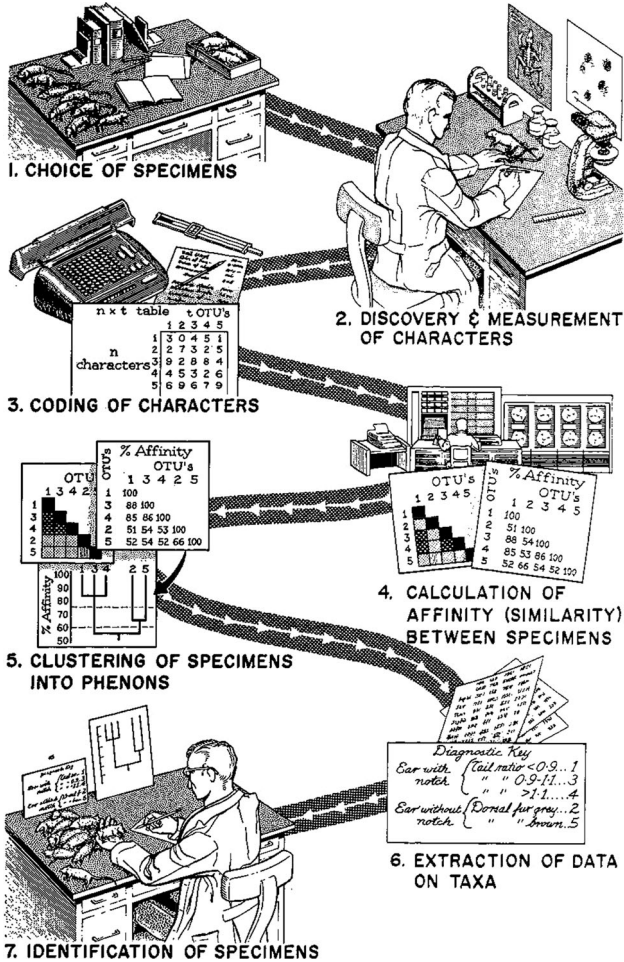 1. CHOICE OF SPECIMENS
2. DISCOVERY & MEASUREMENT
OF CHARACTERS
n x t table t OTU's
1 2 3 4 5
n
characters
1 3 0 4 5 1
2 2 7 3 2 5
3 9 2 8 8 4
4 4 5 3 2 6
5 6 9 6 7 9
3. CODING OF CHARACTERS
OTU's
1 2 3 4 5
1
2
3
4
5
% Affinity
OTU's
OTU's
1 2 3 4 5
1 100
2 51 100
3 88 54 100
4 85 53 86 100
5 52 66 54 52 100
4. CALCULATION OF
AFFINITY (SIMILARITY)
BETWEEN SPECIMENS
OTU
1 3 4 2
1
3
4
2
5
% Affinity
OTU's
OTU's
1 3 4 2 5
1 100
3 88 100
4 85 86 100
2 51 54 53 100
5 52 54 52 66 100
1 3 4 2 5
% Affinity
100
90
80
70
60
50
5. CLUSTERING OF SPECIMENS
INTO PHENONS
Diagnostic Key
Ear with notch
Tail ratio <0·9...1
" " 0·9-1·1...3
" " >1·1....4
Ear without notch
Dorsal fur grey...2
" " brown..5
6. EXTRACTION OF DATA
ON TAXA
7. IDENTIFICATION OF SPECIMENS